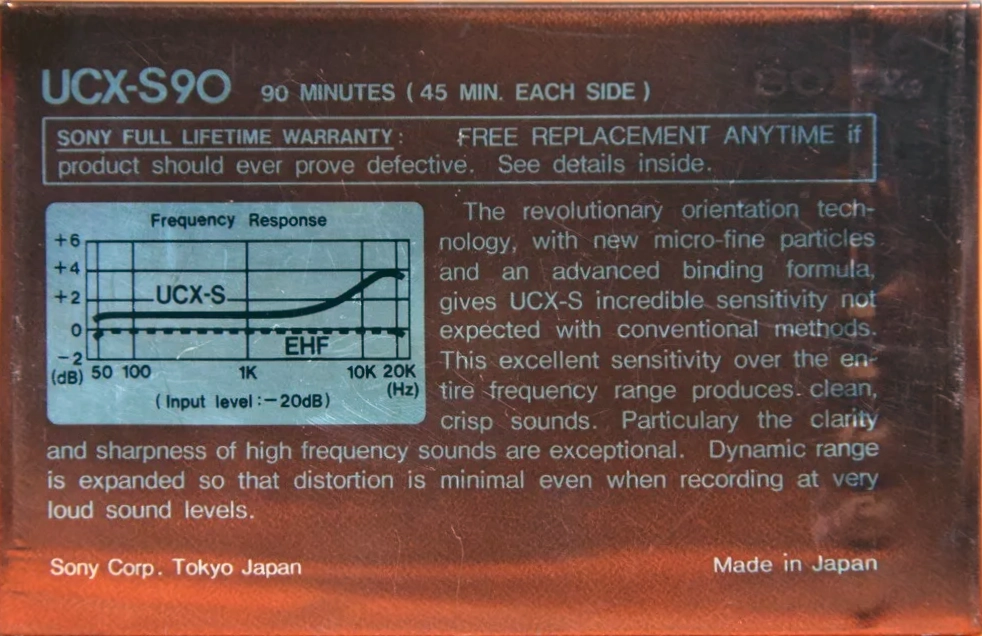 UCX-S90 90 MINUTES ( 45 MIN. EACH SIDE )
SONY FULL LIFETIME WARRANTY : FREE REPLACEMENT ANYTIME if
product should ever prove defective. See details inside.
Frequency Response
+6
+4
+2
0
-2
(dB)
UCX-S
EHF
50 100 1K 10K 20K
(Hz)
( Input level :-20dB)
The revolutionary orientation tech-
nology, with new micro-fine particles
and an advanced binding formula,
gives UCX-S incredible sensitivity not
expected with conventional methods.
This excellent sensitivity over the en-
tire frequency range produces clean,
crisp sounds. Particulary the clarity
and sharpness of high frequency sounds are exceptional. Dynamic range
is expanded so that distortion is minimal even when recording at very
loud sound levels.
Sony Corp. Tokyo Japan Made in Japan